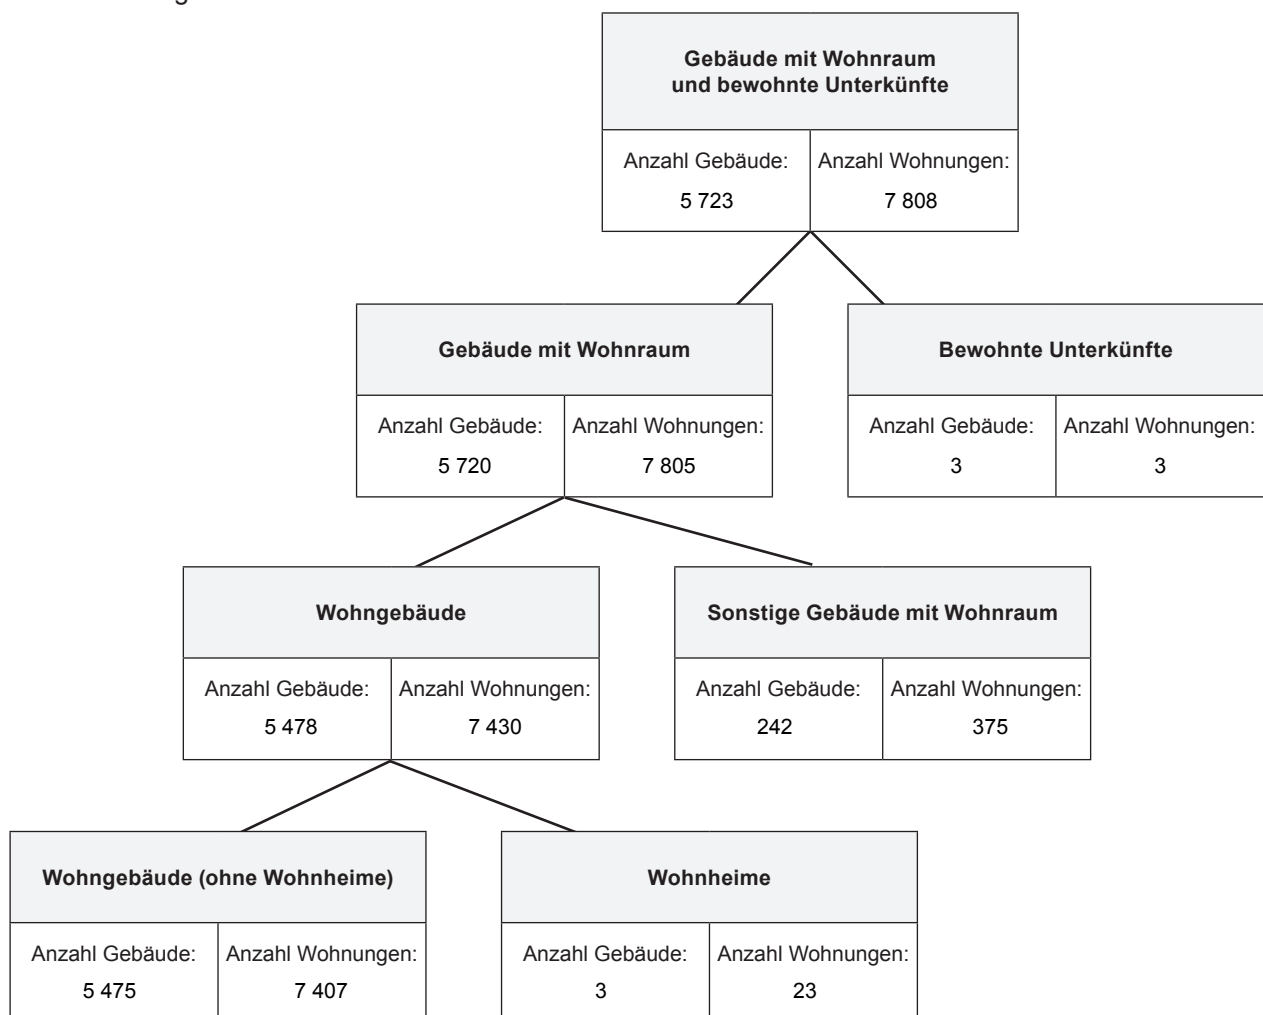 Gebäude mit Wohnraum
und bewohnte Unterkünfte
Anzahl Gebäude: Anzahl Wohnungen:
5 723 7 808
Gebäude mit Wohnraum
Anzahl Gebäude: Anzahl Wohnungen:
5 720 7 805
Bewohnte Unterkünfte
Anzahl Gebäude: Anzahl Wohnungen:
3 3
Wohngebäude
Anzahl Gebäude: Anzahl Wohnungen:
5 478 7 430
Sonstige Gebäude mit Wohnraum
Anzahl Gebäude: Anzahl Wohnungen:
242 375
Wohngebäude (ohne Wohnheime)
Anzahl Gebäude: Anzahl Wohnungen:
5 475 7 407
Wohnheime
Anzahl Gebäude: Anzahl Wohnungen:
3 23